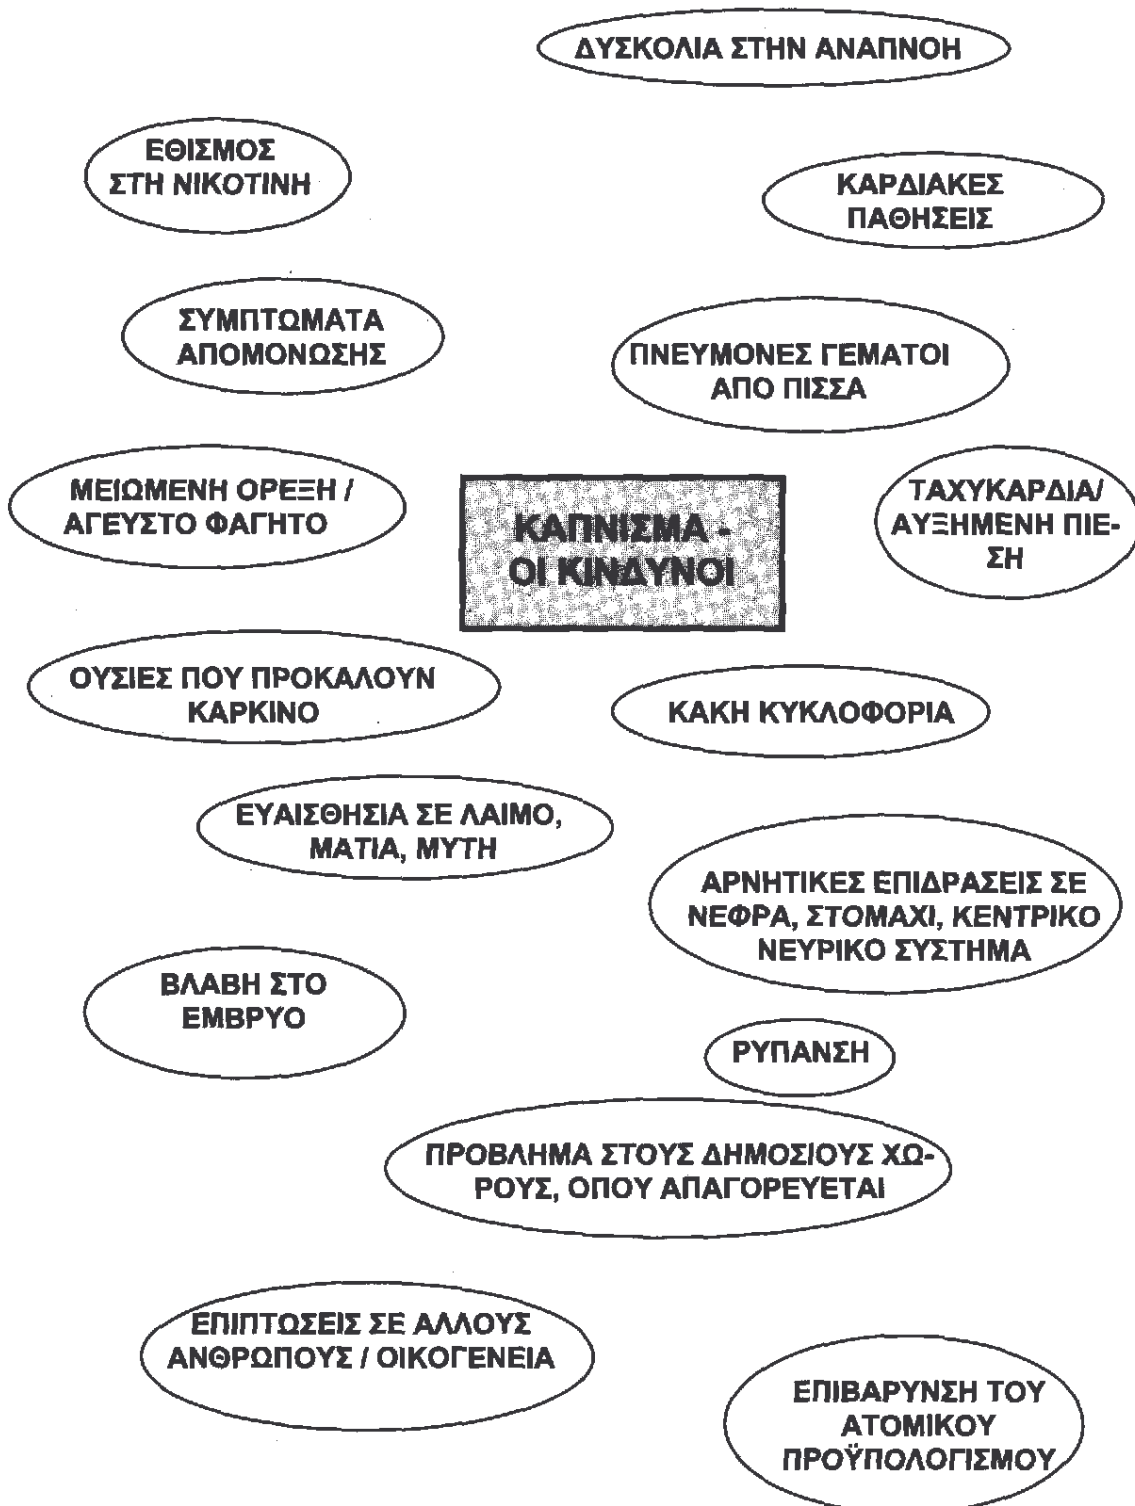 ΔΥΣΚΟΛΙΑ ΣΤΗΝ ΑΝΑΠΝΟΗ
ΕΘΙΣΜΟΣ
ΣΤΗ ΝΙΚΟΤΙΝΗ
ΚΑΡΔΙΑΚΕΣ
ΠΑΘΗΣΕΙΣ
ΣΥΜΠΤΩΜΑΤΑ
ΑΠΟΜΟΝΩΣΗΣ
ΠΝΕΥΜΟΝΕΣ ΓΕΜΑΤΟΙ
ΑΠΟ ΠΙΣΣΑ
ΜΕΙΩΜΕΝΗ ΟΡΕΞΗ /
ΑΓΕΥΣΤΟ ΦΑΓΗΤΟ
ΚΑΠΝΙΣΜΑ -
ΟΙ ΚΙΝΔΥΝΟΙ
ΤΑΧΥΚΑΡΔΙΑ/
ΑΥΞΗΜΕΝΗ ΠΙΕ-
ΣΗ
ΟΥΣΙΕΣ ΠΟΥ ΠΡΟΚΑΛΟΥΝ
ΚΑΡΚΙΝΟ
ΚΑΚΗ ΚΥΚΛΟΦΟΡΙΑ
ΕΥΑΙΣΘΗΣΙΑ ΣΕ ΛΑΙΜΟ,
ΜΑΤΙΑ, ΜΥΤΗ
ΑΡΝΗΤΙΚΕΣ ΕΠΙΔΡΑΣΕΙΣ ΣΕ
ΝΕΦΡΑ, ΣΤΟΜΑΧΙ, ΚΕΝΤΡΙΚΟ
ΝΕΥΡΙΚΟ ΣΥΣΤΗΜΑ
ΒΛΑΒΗ ΣΤΟ
ΕΜΒΡΥΟ
ΡΥΠΑΝΣΗ
ΠΡΟΒΛΗΜΑ ΣΤΟΥΣ ΔΗΜΟΣΙΟΥΣ ΧΩ-
ΡΟΥΣ, ΟΠΟΥ ΑΠΑΓΟΡΕΥΕΤΑΙ
ΕΠΙΠΤΩΣΕΙΣ ΣΕ ΑΛΛΟΥΣ
ΑΝΘΡΩΠΟΥΣ / ΟΙΚΟΓΕΝΕΙΑ
ΕΠΙΒΑΡΥΝΣΗ ΤΟΥ
ΑΤΟΜΙΚΟΥ
ΠΡΟΫΠΟΛΟΓΙΣΜΟΥ